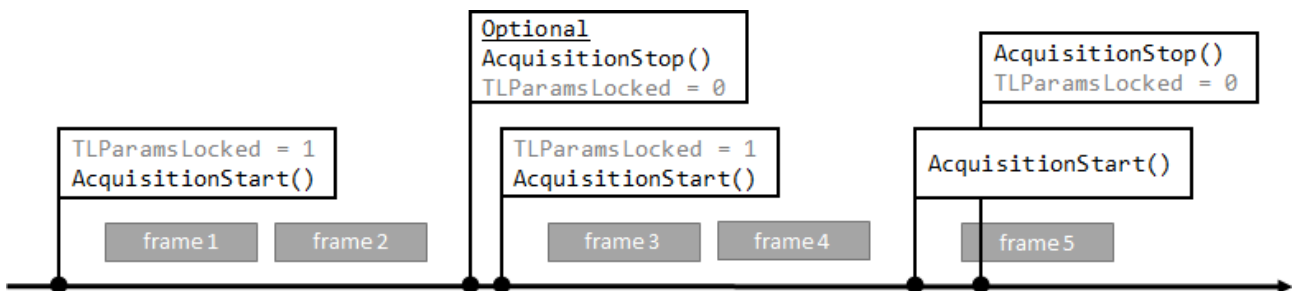 Optional
AcquisitionStop()
TLParamsLocked = 0
AcquisitionStop()
TLParamsLocked = 0
TLParamsLocked = 1
AcquisitionStart()
TLParamsLocked = 1
AcquisitionStart()
AcquisitionStart()
frame 1
frame 2
frame 3
frame 4
frame 5